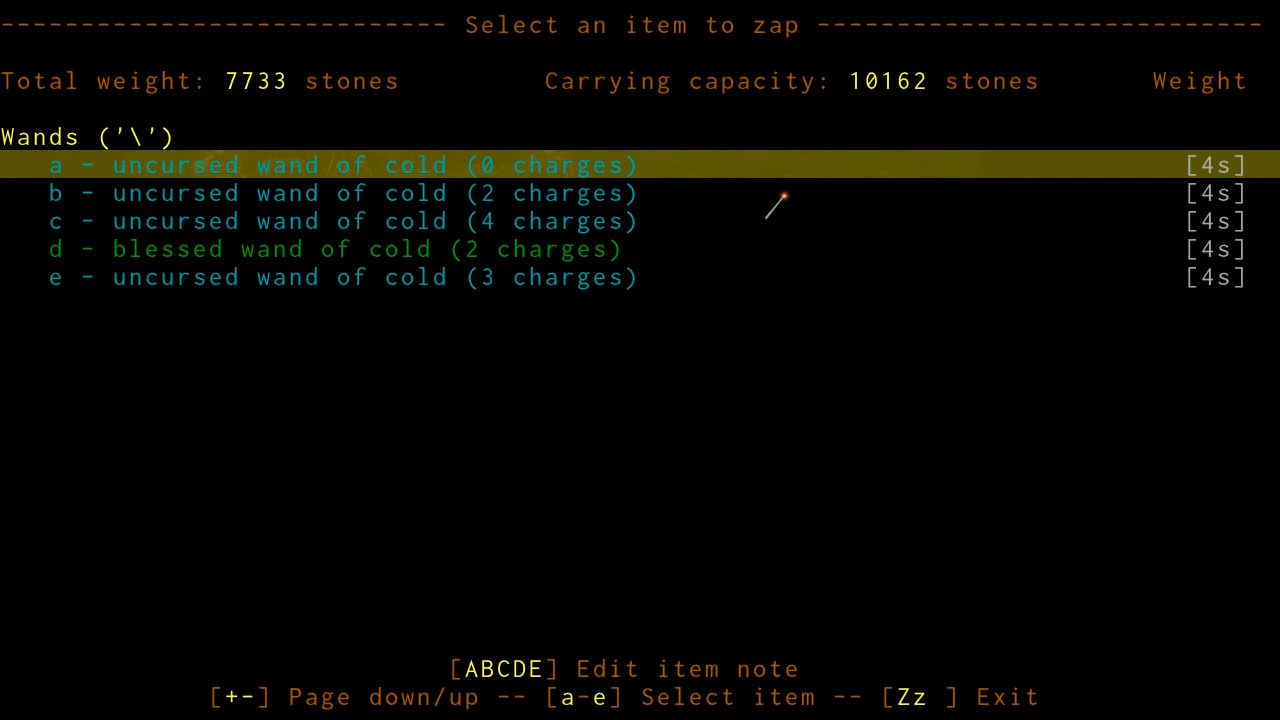 ---------------------------- Select an item to zap ----------------------------
Total weight: 7733 stones Carrying capacity: 10162 stones Weight
Wands ('\')
a - uncursed wand of cold (0 charges) [4s]
b - uncursed wand of cold (2 charges) [4s]
c - uncursed wand of cold (4 charges) [4s]
d - blessed wand of cold (2 charges) [4s]
e - uncursed wand of cold (3 charges) [4s]
[ABCDE] Edit item note
[+-] Page down/up -- [a-e] Select item -- [Zz ] Exit